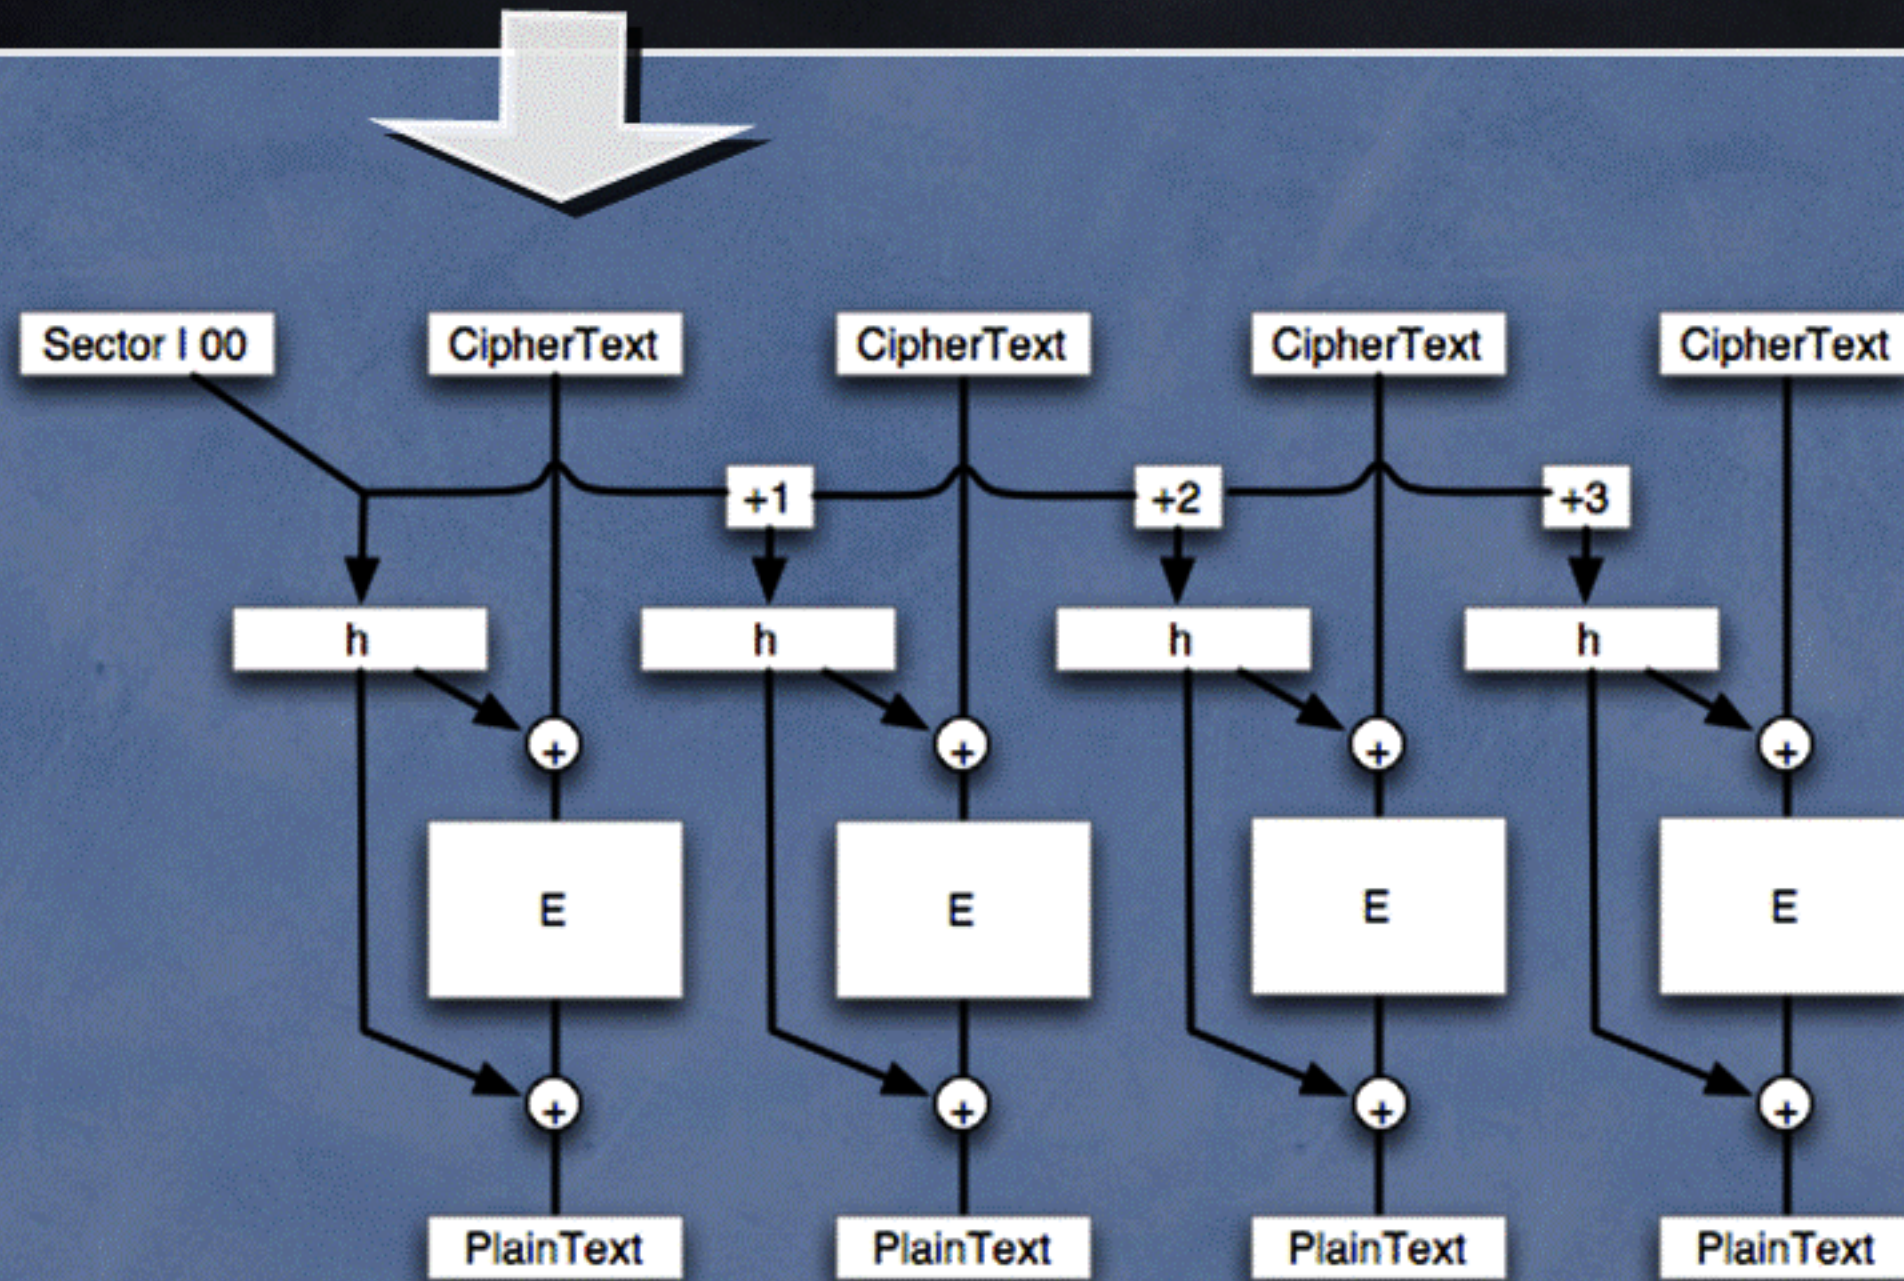 Sector l 00 CipherText CipherText CipherText CipherText
+1 +2 +3
h h h h
+ + + +
E E E E
+ + + +
PlainText PlainText PlainText PlainText